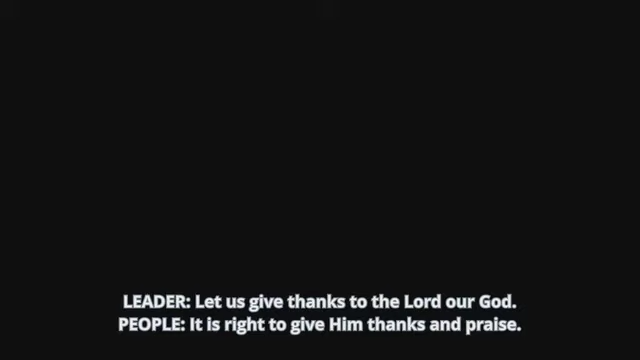 LEADER: Let us give thanks to the Lord our God.
PEOPLE: It is right to give Him thanks and praise.